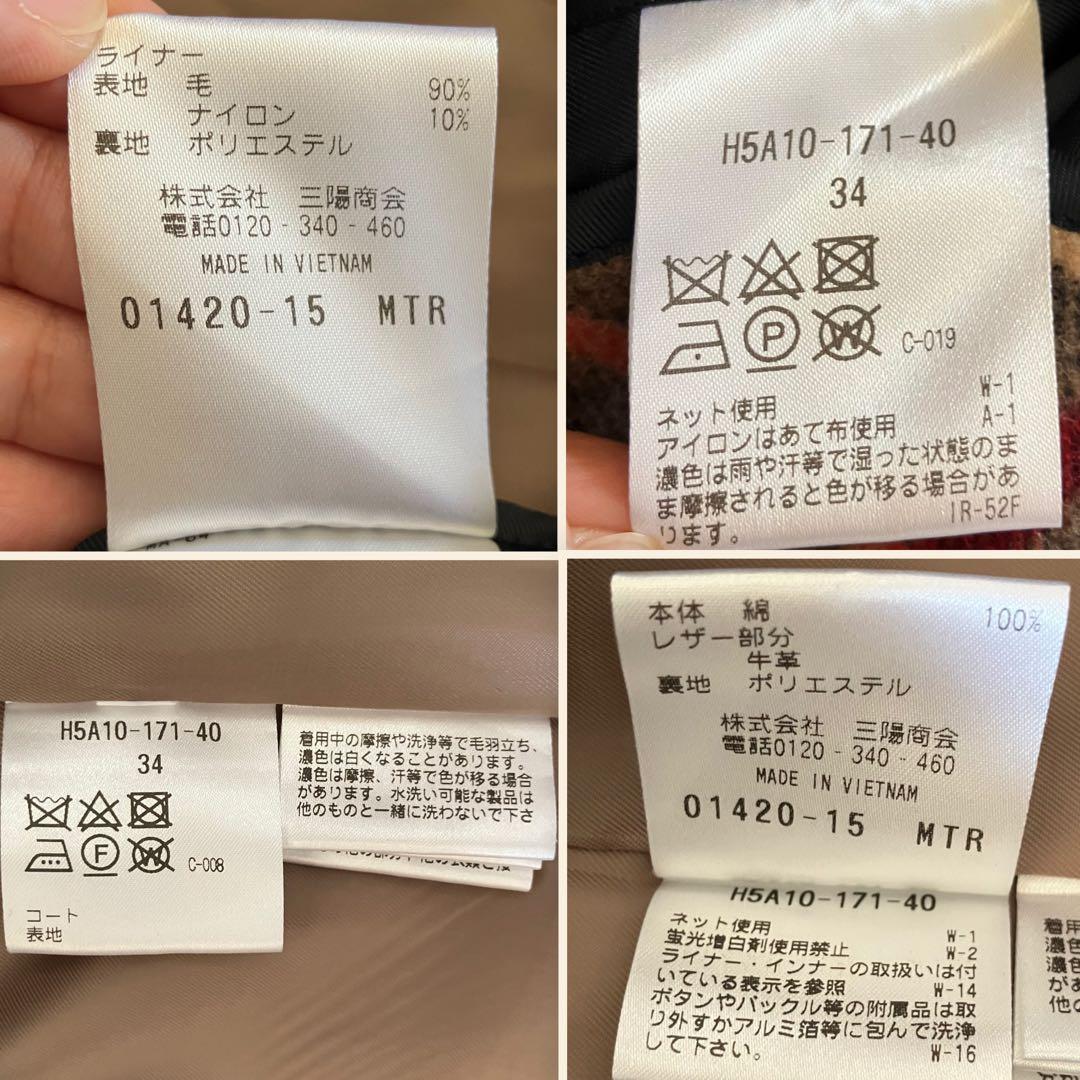 ライナー
表地 毛 90%
ナイロン 10%
裏地 ポリエステル
株式会社 三陽商会
電話0120-340-460
MADE IN VIETNAM
01420-15 MTR
H5A10-171-40
34
P W C-019
W-1
ネット使用 A-1
アイロンはあて布使用
濃色は雨や汗等で湿った状態のま
ま摩擦されると色が移る場合があ
ります。 IR-52F
H5A10-171-40
34
F W C-008
コート
表地
着用中の摩擦や洗浄等で毛羽立ち、
濃色は白くなることがあります。
濃色は摩擦、汗等で色が移る場合
があります。水洗い可能な製品は
他のものと一緒に洗わないで下さ
本体 綿 100%
レザー部分
牛革
裏地 ポリエステル
株式会社 三陽商会
電話0120-340-460
MADE IN VIETNAM
01420-15 MTR
H5A10-171-40
ネット使用 W-1
蛍光増白剤使用禁止 W-2
ライナー・インナーの取扱いは付
いている表示を参照 W-14
ボタンやバックル等の附属品は取
り外すかアルミ箔等に包んで洗浄
して下さい。 W-16
着用
濃色
濃色
があ
他の